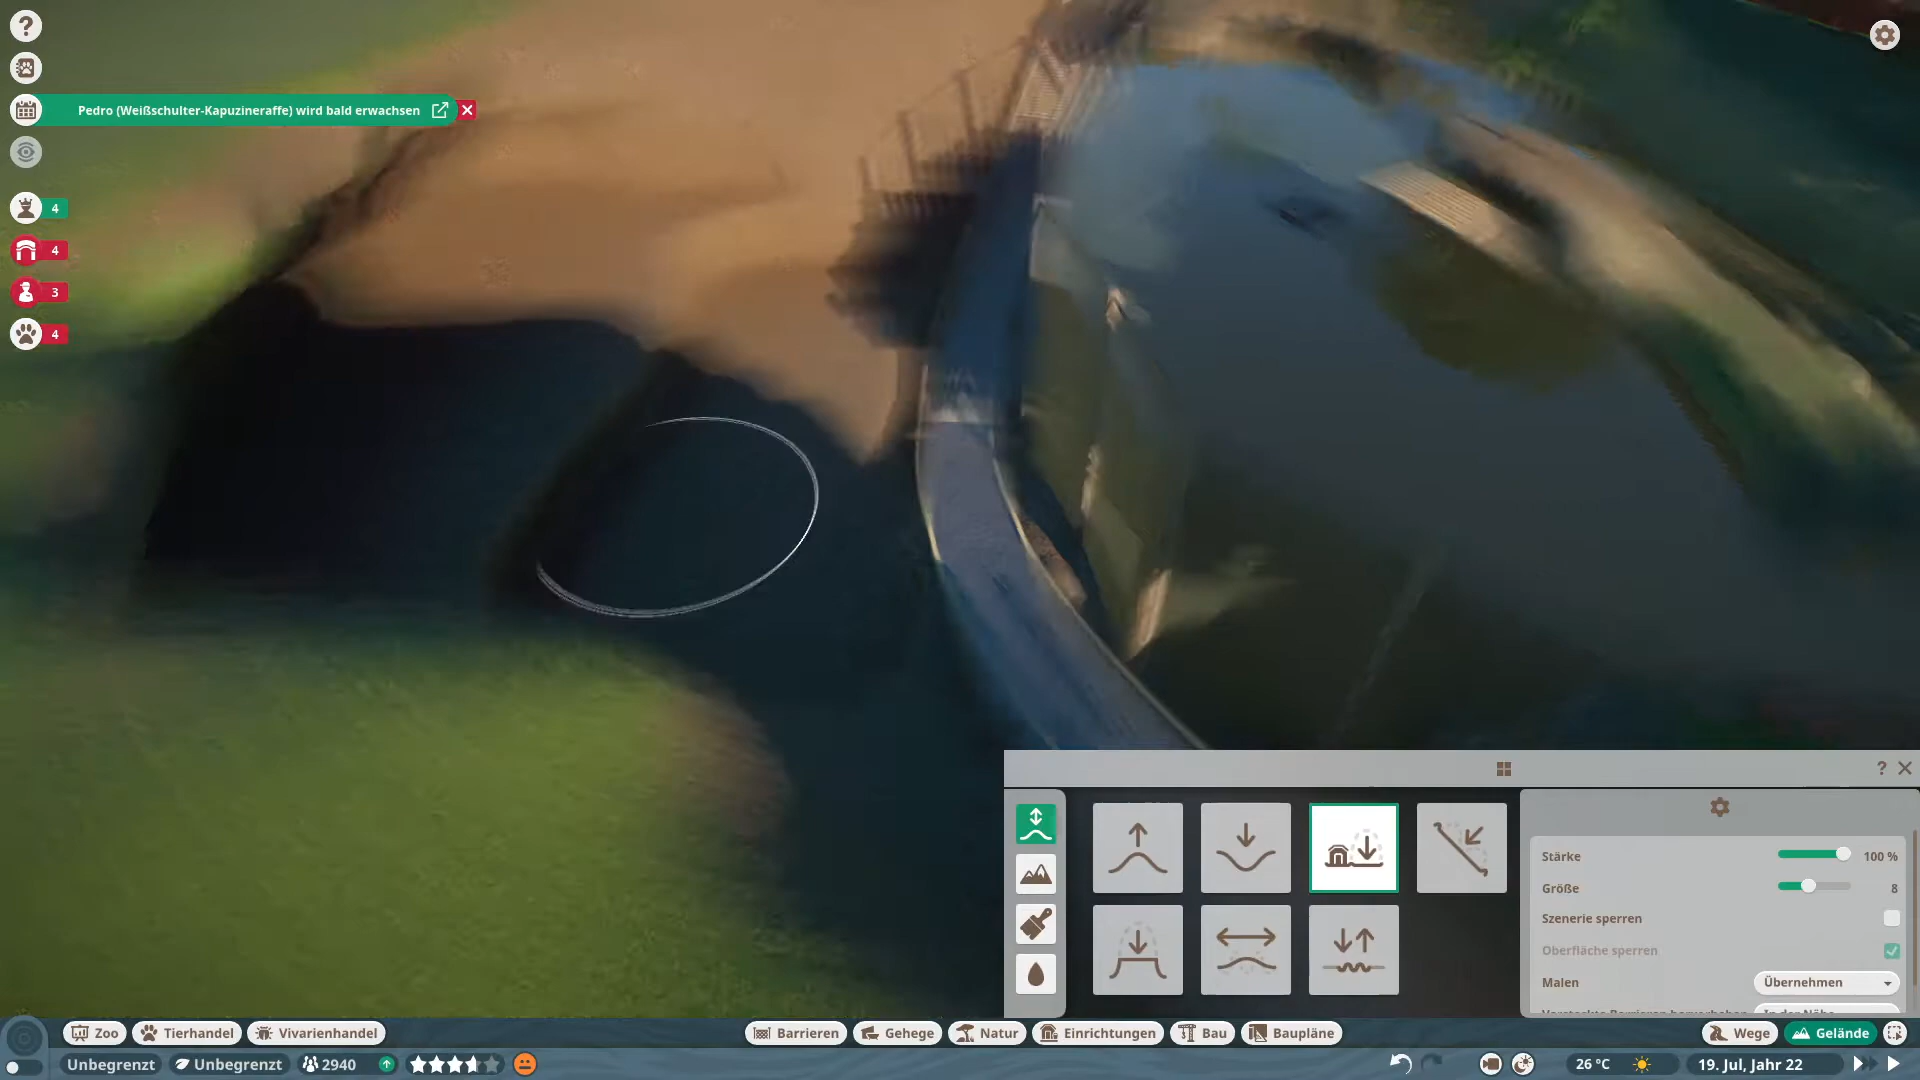 Pedro (Weißschulter-Kapuzineraffe) wird bald erwachsen
4
4
3
4
?
Stärke
100 %
Größe
8
Szenerie sperren
Oberfläche sperren
Malen
Übernehmen
Zoo
Tierhandel
Vivarienhandel
Barrieren
Gehege
Natur
Einrichtungen
Bau
Baupläne
Wege
Gelände
Unbegrenzt
Unbegrenzt
2940
26 °C
19. Jul, Jahr 22